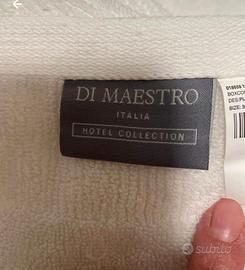 DI MAESTRO
ITALIA
HOTEL COLLECTION
subito